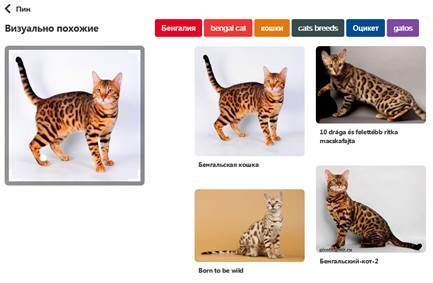 Пин
Визуально похожие
Бенгалия
bengal cat
кошки
cats breeds
Оцикет
gatos
Бенгальская кошка
10 drága és felettébb ritka
macskafajta
Born to be wild
Бенгальский-кот-2